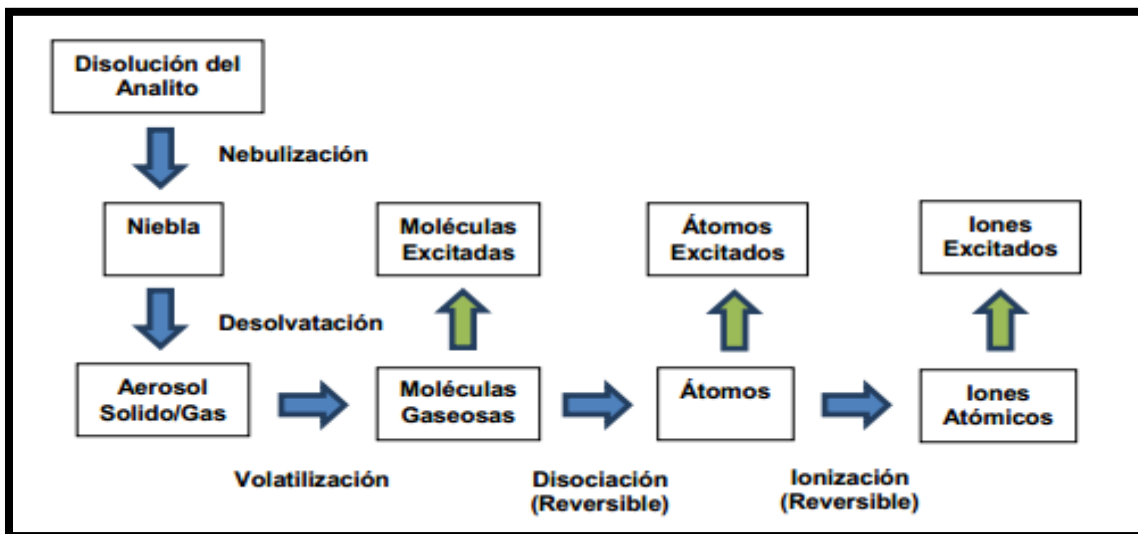 Disolución del
Analito
Nebulización
Niebla
Moléculas
Excitadas
Átomos
Excitados
Iones
Excitados
Desolvatación
Aerosol
Solido/Gas
Moléculas
Gaseosas
Átomos
Iones
Atómicos
Volatilización
Disociación
(Reversible)
Ionización
(Reversible)